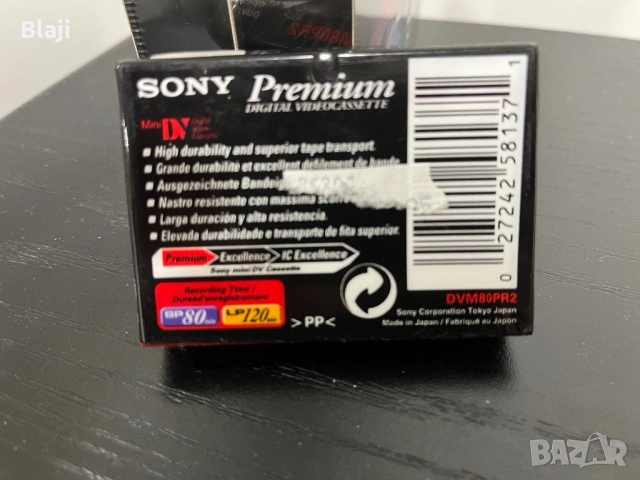 Blaji
SONY Premium
DIGITAL VIDEOCASSETTE
Mini DV Digital Video Cassette
■ High durability and superior tape transport.
■ Grande durabilité et excellent défilement de bande.
■ Ausgezeichnete Bandeig
■ Nastro resistente con massima scorr
■ Larga duración y alta resistencia.
■ Elevada durabilidade e transporte de fita superior.
Premium Excellence IC Excellence
Sony mini DV Cassette
Recording Time /
Durée d'enregistrement
SP 80 min LP 120 min
>PP<
0 27242 58137 1
DVM80PR2
Sony Corporation Tokyo Japan
Made in Japan / Fabriqué au Japon
BAZAR